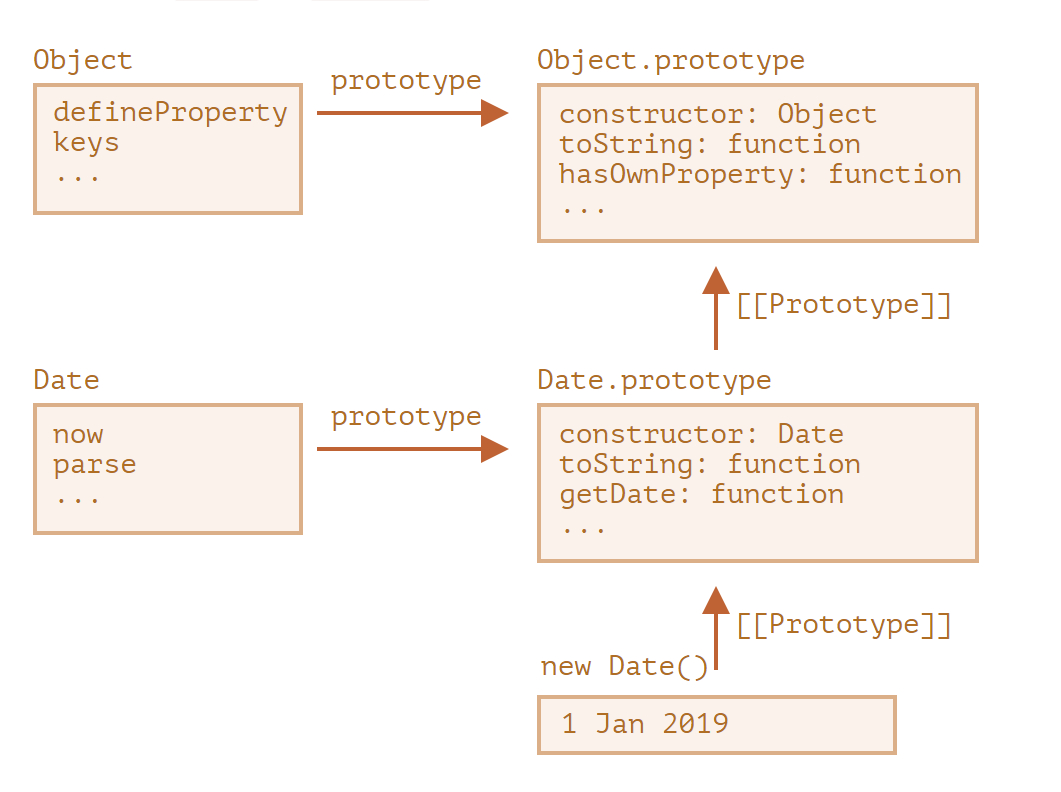 Object
prototype
Object.prototype
defineProperty
keys
...
constructor: Object
toString: function
hasOwnProperty: function
...
[[Prototype]]
Date
prototype
Date.prototype
now
parse
...
constructor: Date
toString: function
getDate: function
...
[[Prototype]]
new Date()
1 Jan 2019